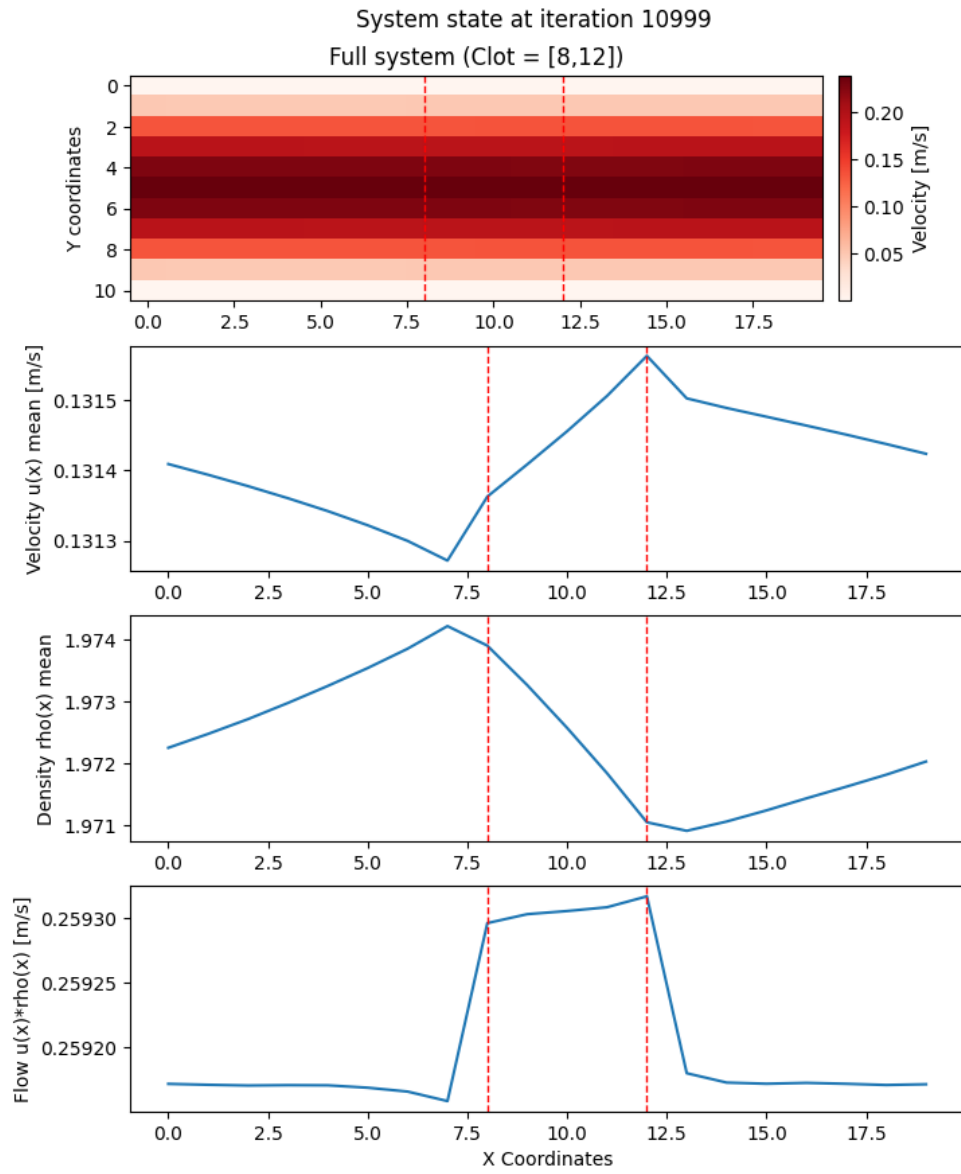 System state at iteration 10999
Full system (Clot = [8,12])
Y coordinates
0
2
4
6
8
10
0.0 2.5 5.0 7.5 10.0 12.5 15.0 17.5
0.20
0.15
0.10
0.05
Velocity [m/s]
Velocity u(x) mean [m/s]
0.1315
0.1314
0.1313
0.0 2.5 5.0 7.5 10.0 12.5 15.0 17.5
Density rho(x) mean
1.974
1.973
1.972
1.971
0.0 2.5 5.0 7.5 10.0 12.5 15.0 17.5
Flow u(x)*rho(x) [m/s]
0.25930
0.25925
0.25920
0.0 2.5 5.0 7.5 10.0 12.5 15.0 17.5
X Coordinates